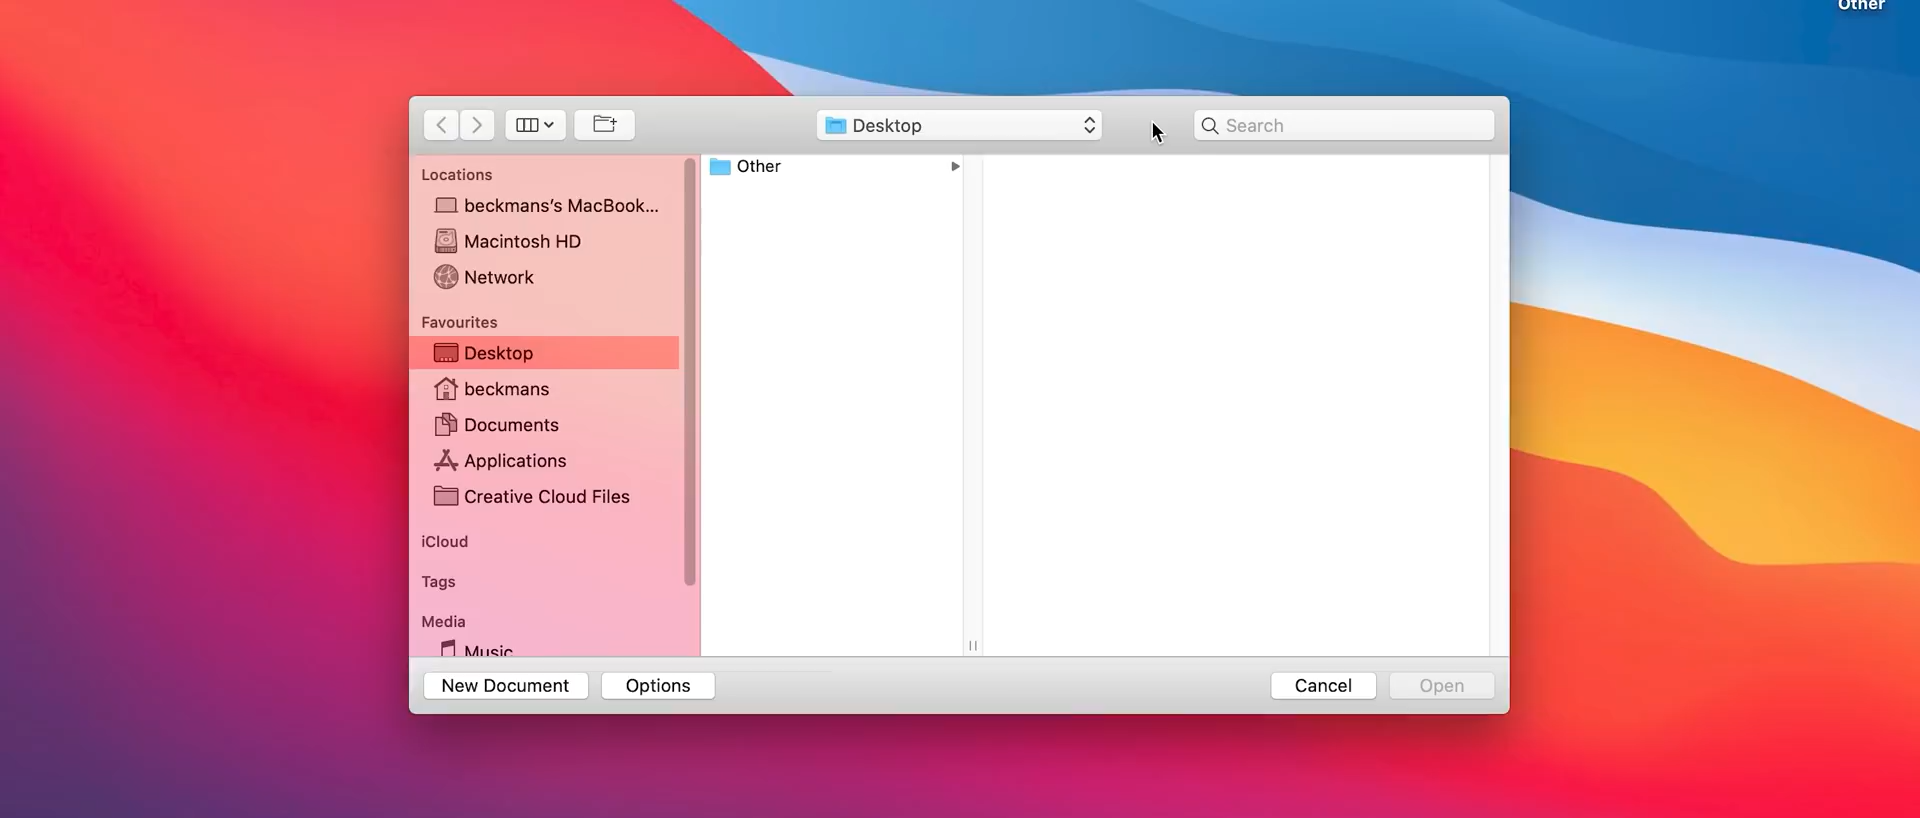 Other
Desktop
Search
Locations
beckmans's MacBook...
Macintosh HD
Network
Favourites
Desktop
beckmans
Documents
Applications
Creative Cloud Files
iCloud
Tags
Media
Music
Other
New Document
Options
Cancel
Open